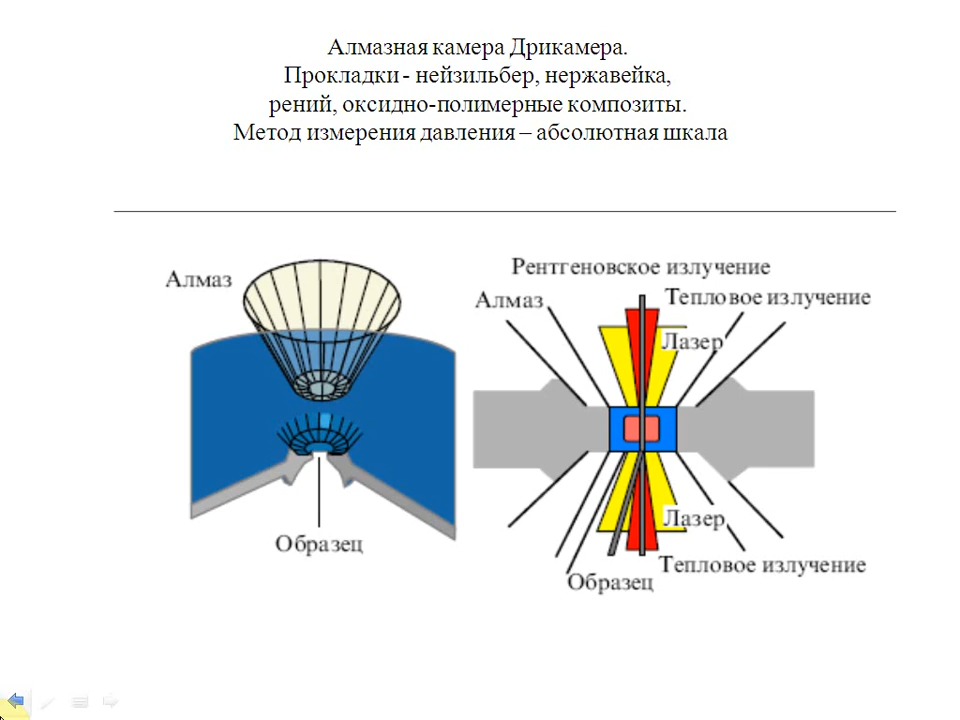 Алмазная камера Дрикамера.
Прокладки - нейзильбер, нержавейка,
рений, оксидно-полимерные композиты.
Метод измерения давления – абсолютная шкала
Алмаз
Образец
Рентгеновское излучение
Алмаз
Тепловое излучение
Лазер
Лазер
Тепловое излучение
Образец